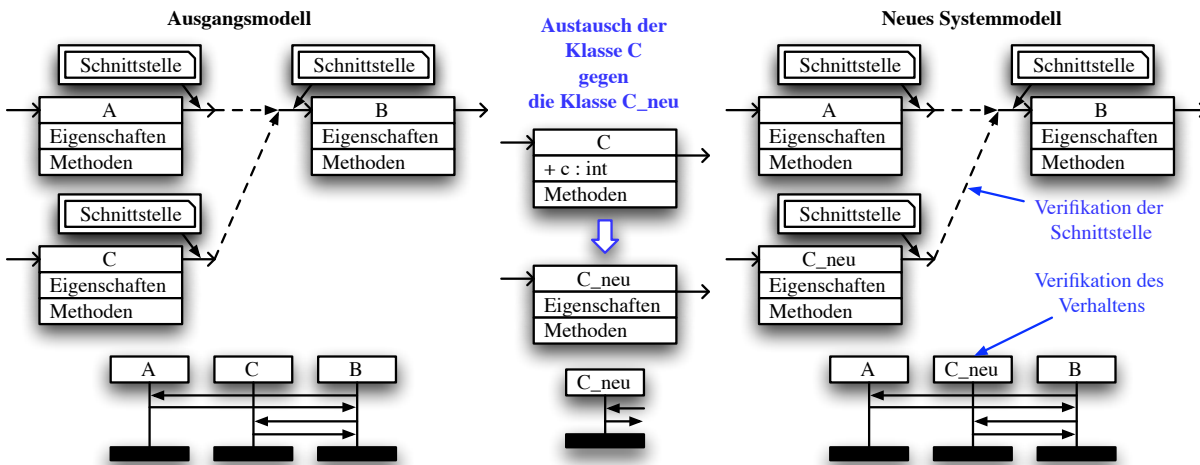 Ausgangsmodell
Schnittstelle
Schnittstelle
A
Eigenschaften
Methoden
B
Eigenschaften
Methoden
Schnittstelle
C
Eigenschaften
Methoden
A
C
B
Austausch der
Klasse C
gegen
die Klasse C_neu
C
+ c : int
Methoden
C_neu
Eigenschaften
Methoden
C_neu
Neues Systemmodell
Schnittstelle
Schnittstelle
A
Eigenschaften
Methoden
B
Eigenschaften
Methoden
Schnittstelle
C_neu
Eigenschaften
Methoden
Verifikation der
Schnittstelle
Verifikation des
Verhaltens
A
C_neu
B